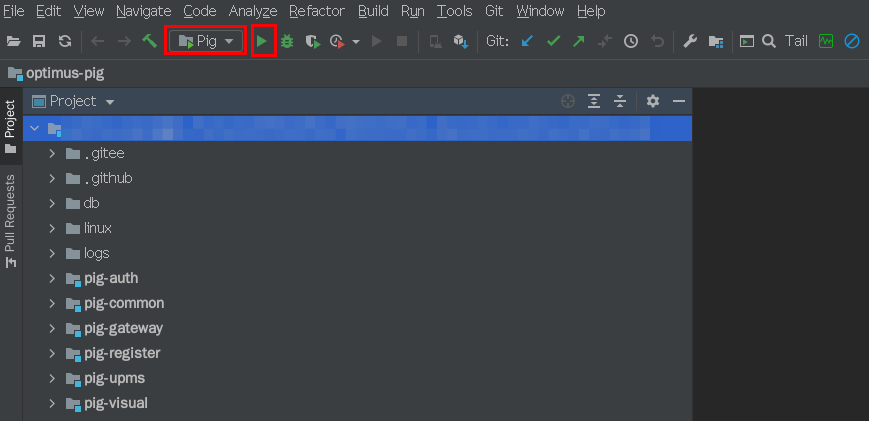 File Edit View Navigate Code Analyze Refactor Build Run Tools Git Window Help
Pig Git: Tail
optimus-pig
Project
Project
.gitee
.github
db
Pull Requests
linux
logs
pig-auth
pig-common
pig-gateway
pig-register
pig-upms
pig-visual